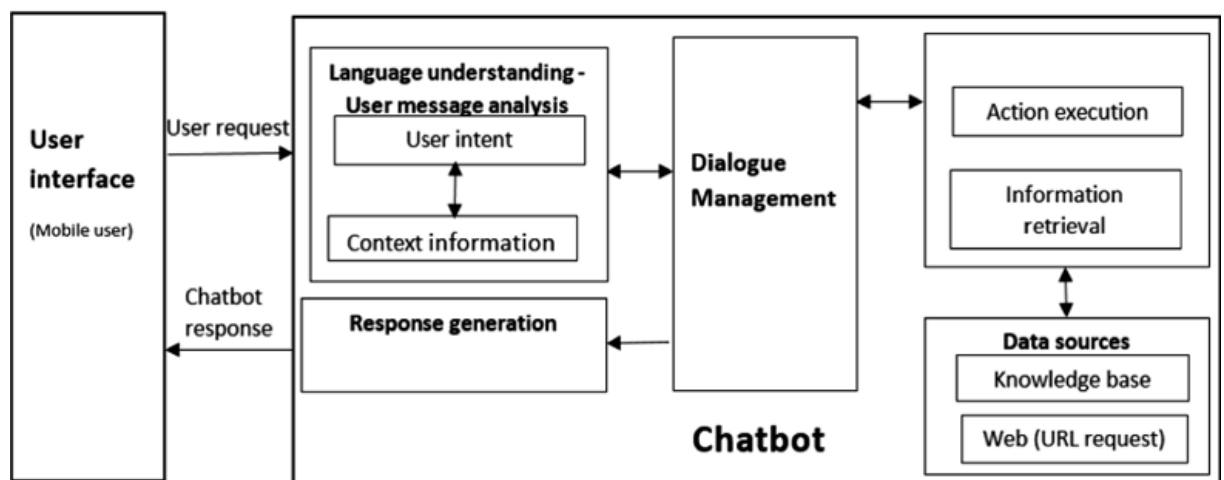 User
interface
(Mobile user)
User request
Chatbot
response
Language understanding -
User message analysis
User intent
Context information
Response generation
Dialogue
Management
Action execution
Information
retrieval
Data sources
Knowledge base
Web (URL request)
Chatbot